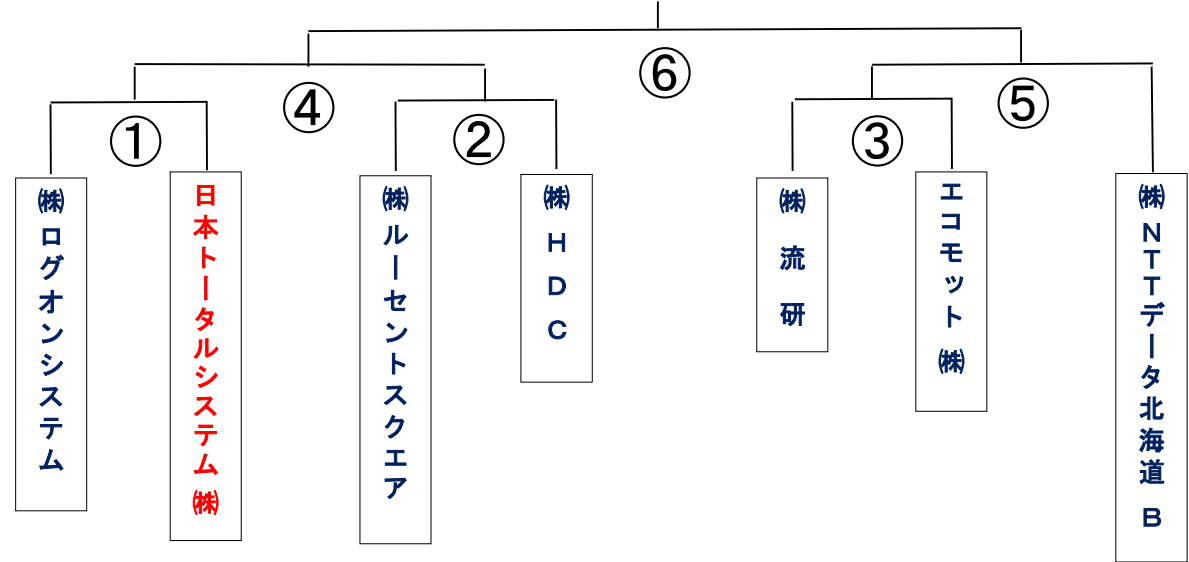 ⑥
④
⑤
①
②
③
㈱ログオンシステム
日本トータルシステム㈱
㈱ルーセントスクエア
㈱ＨＤＣ
㈱流研
エコモット㈱
㈱ＮＴＴデータ北海道Ｂ